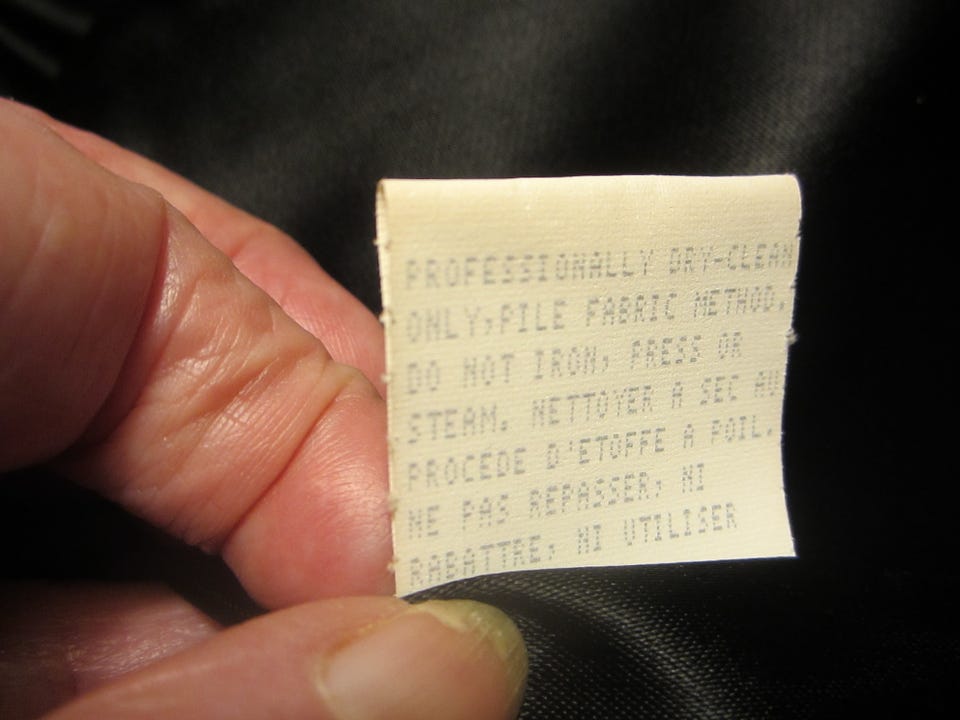 PROFESSIONALLY DRY-CLEAN
ONLY,PILE FABRIC METHOD.
DO NOT IRON, PRESS OR
STEAM. NETTOYER A SEC AU
PROCEDE D'ETOFFE A POIL.
NE PAS REPASSER, NI
RABATTRE, NI UTILISER